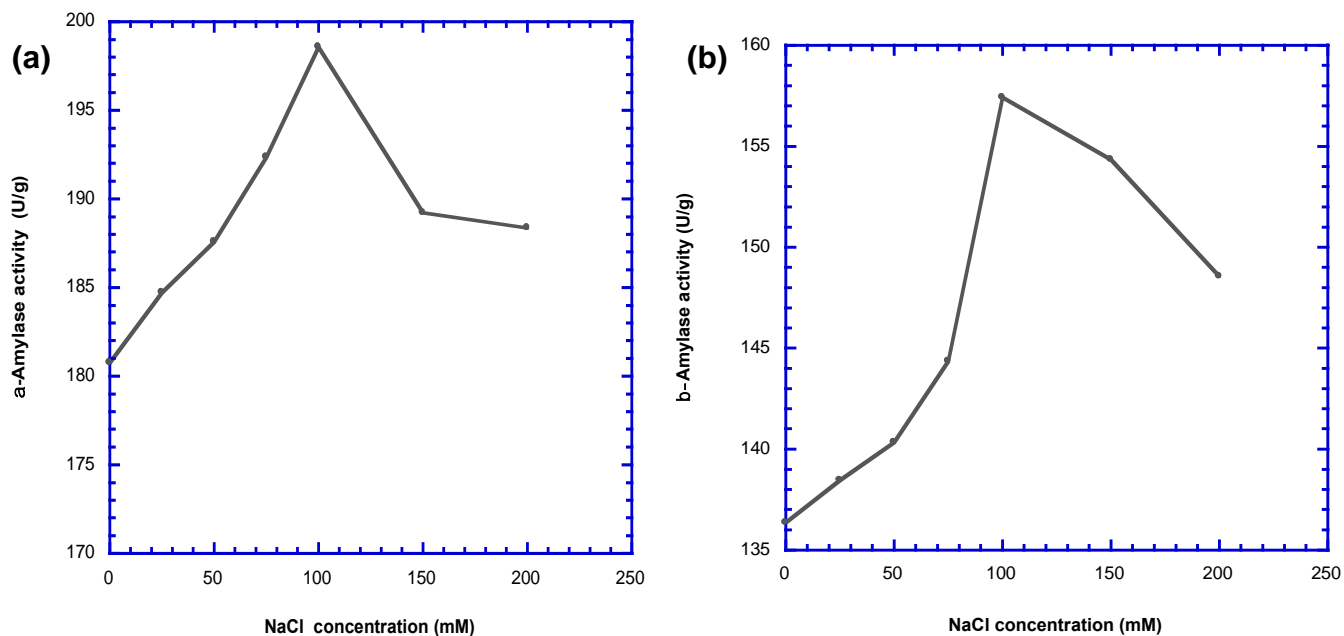 (a)
200
195
190
185
180
175
170
a-Amylase activity (U/g)
0 50 100 150 200 250
NaCl concentration (mM)
(b)
160
155
150
145
140
135
b-Amylase activity (U/g)
0 50 100 150 200 250
NaCl concentration (mM)